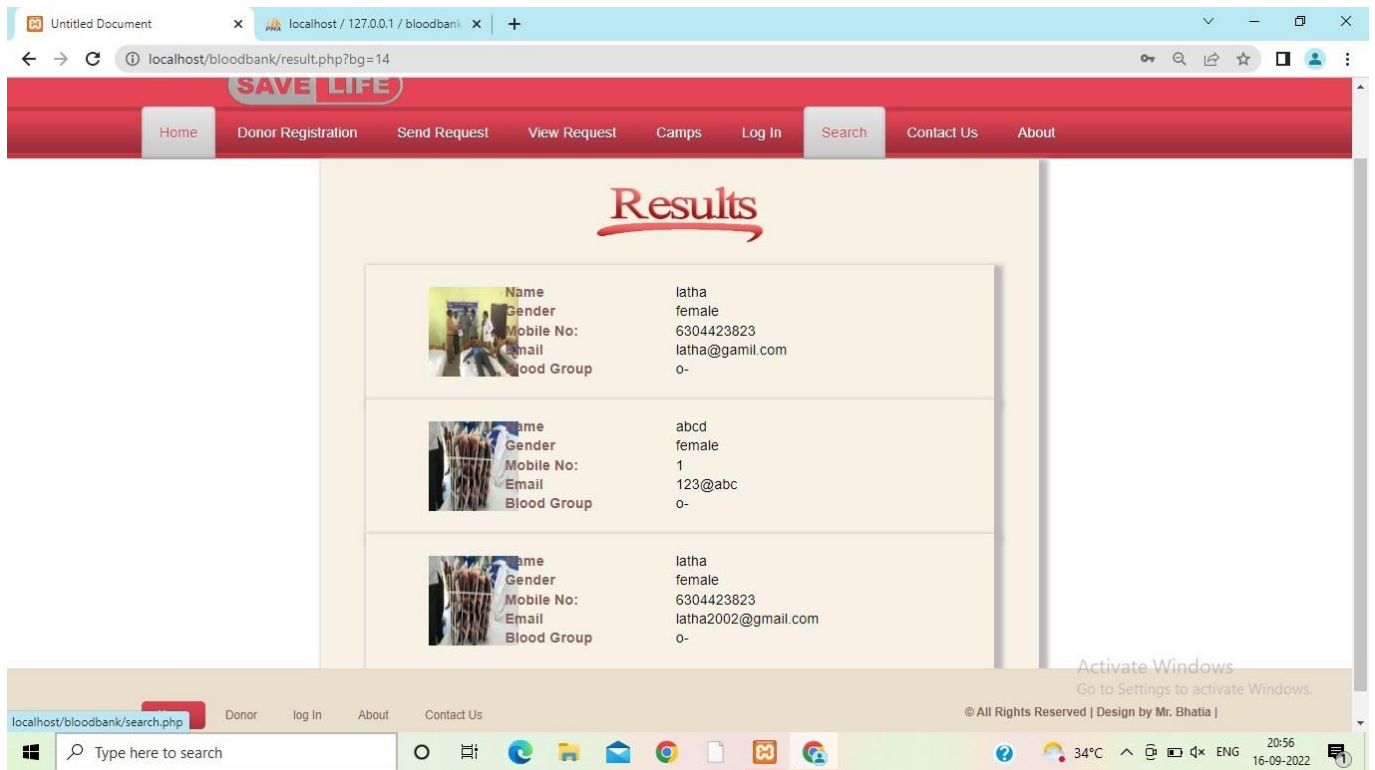 Untitled Document
localhost / 127.0.0.1 / bloodbank
localhost/bloodbank/result.php?bg=14
SAVE LIFE
Home Donor Registration Send Request View Request Camps Log In Search Contact Us About
Results
Name latha
Gender female
Mobile No: 6304423823
Email latha@gamil.com
Blood Group o-
Name abcd
Gender female
Mobile No: 1
Email 123@abc
Blood Group o-
Name latha
Gender female
Mobile No: 6304423823
Email latha2002@gmail.com
Blood Group o-
Activate Windows
Go to Settings to activate Windows.
Donor log In About Contact Us © All Rights Reserved | Design by Mr. Bhatia |
localhost/bloodbank/search.php
Type here to search 34°C ENG 20:56
16-09-2022
1